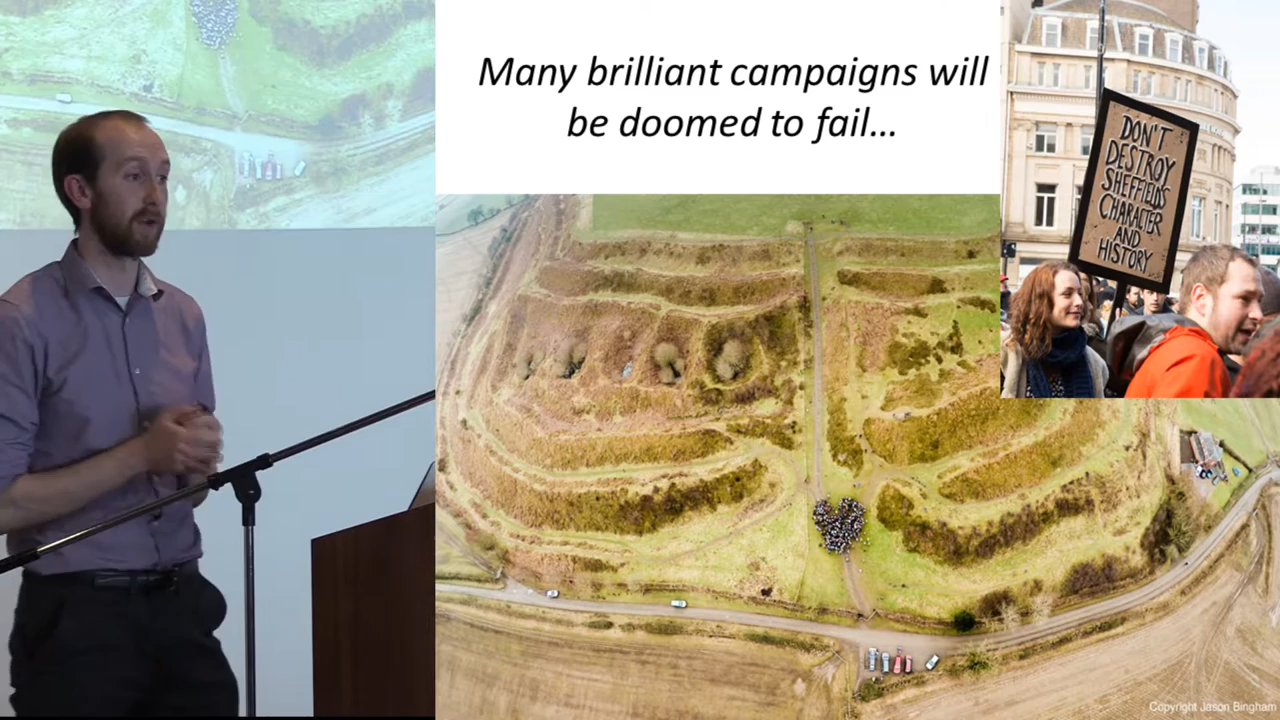 Many brilliant campaigns will
be doomed to fail...
DON'T
DESTROY
SHEFFIELD'S
CHARACTER
AND
HISTORY
Copyright Jason Bingham